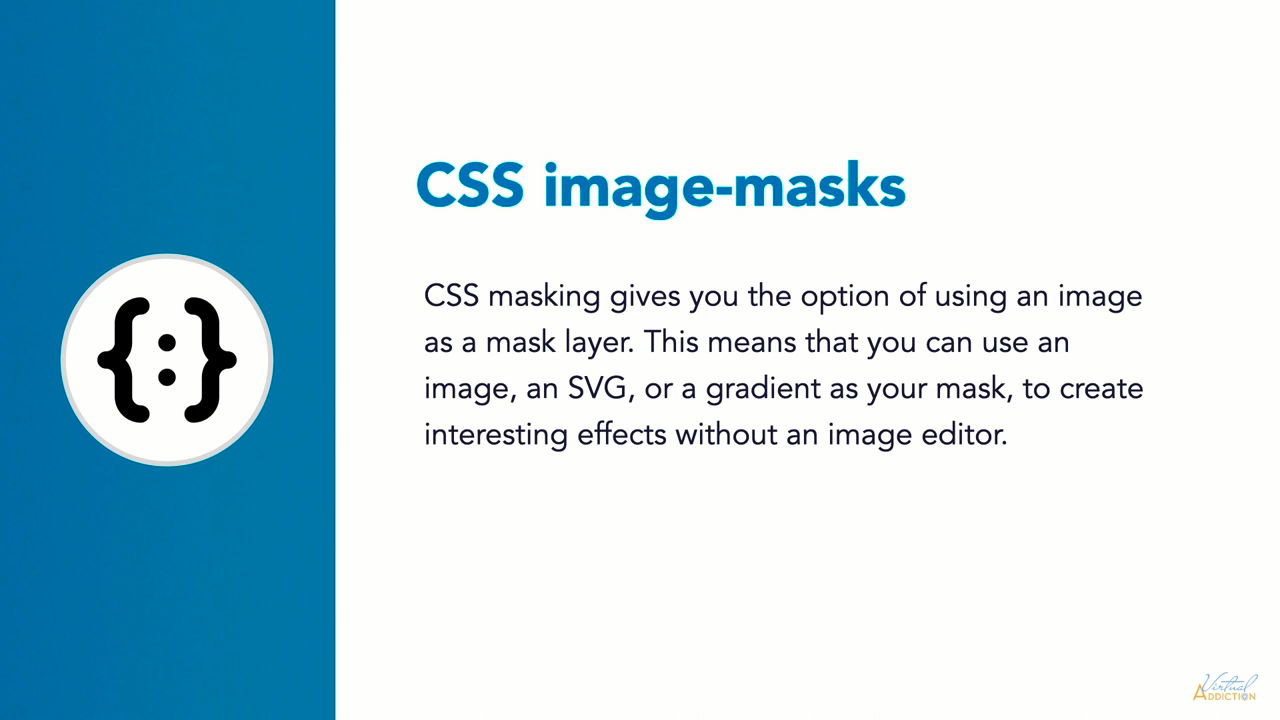 CSS image-masks
CSS masking gives you the option of using an image
as a mask layer. This means that you can use an
image, an SVG, or a gradient as your mask, to create
interesting effects without an image editor.
{:}
Virtual
ADDICTION